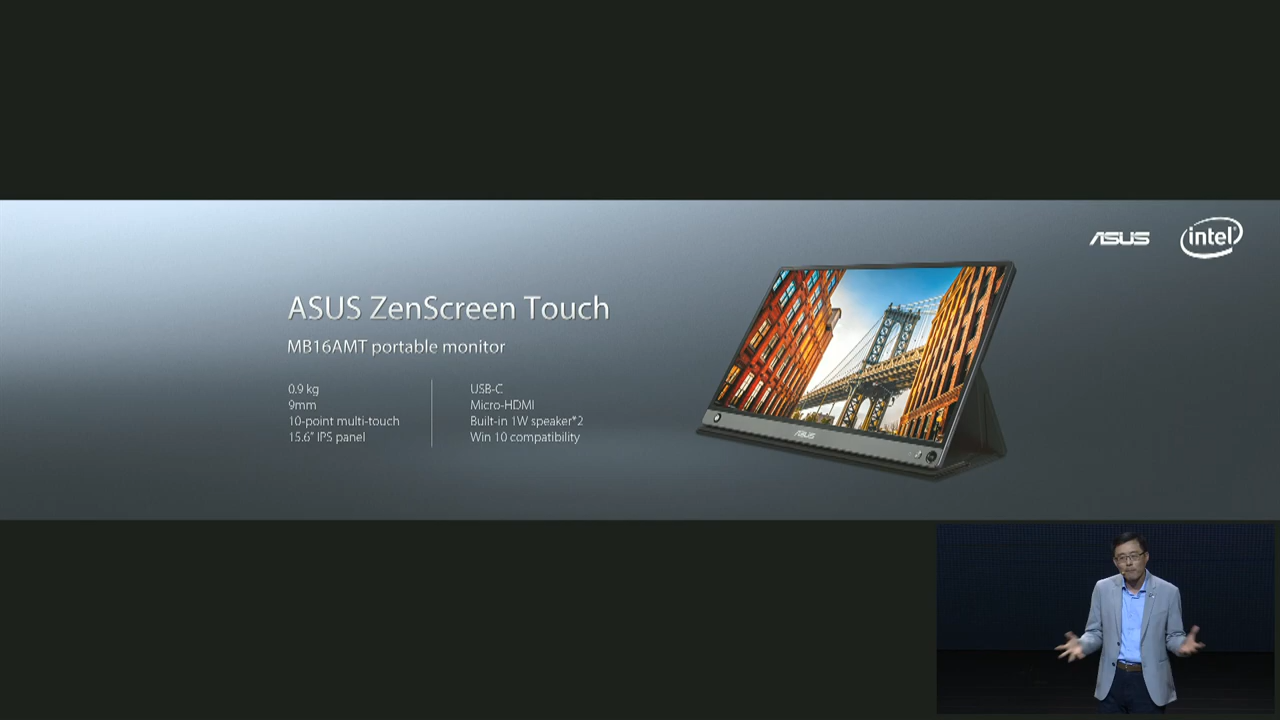 ASUS
intel
ASUS ZenScreen Touch
MB16AMT portable monitor
0.9 kg
9mm
10-point multi-touch
15.6" IPS panel
USB-C
Micro-HDMI
Built-in 1W speaker*2
Win 10 compatibility
ASUS